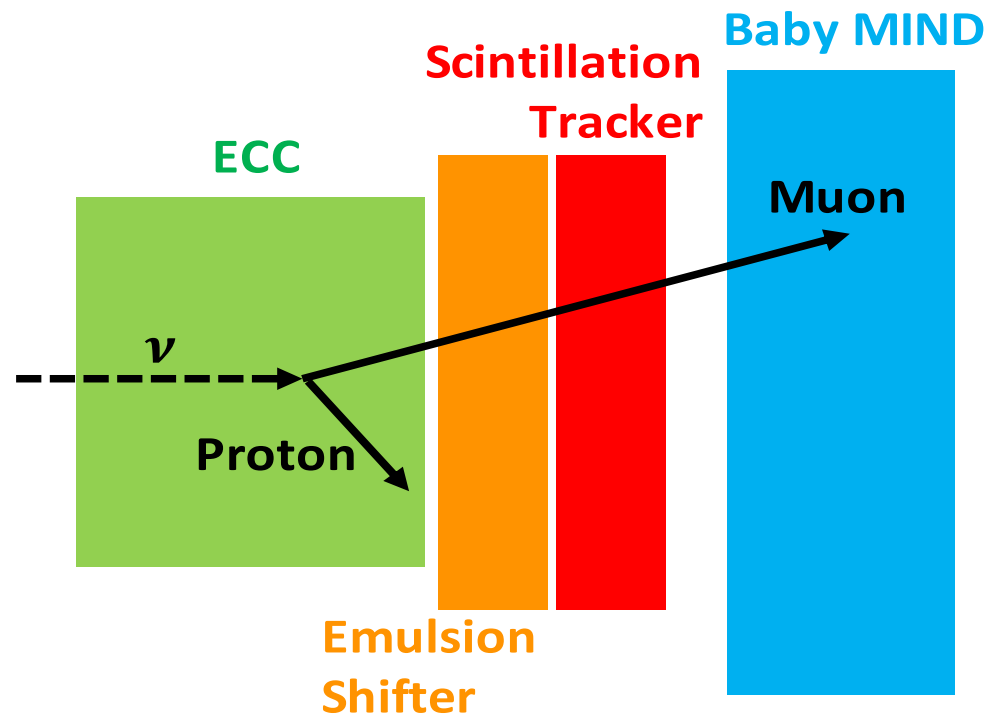 Baby MIND
Scintillation
Tracker
ECC
Muon
ν
Proton
Emulsion
Shifter